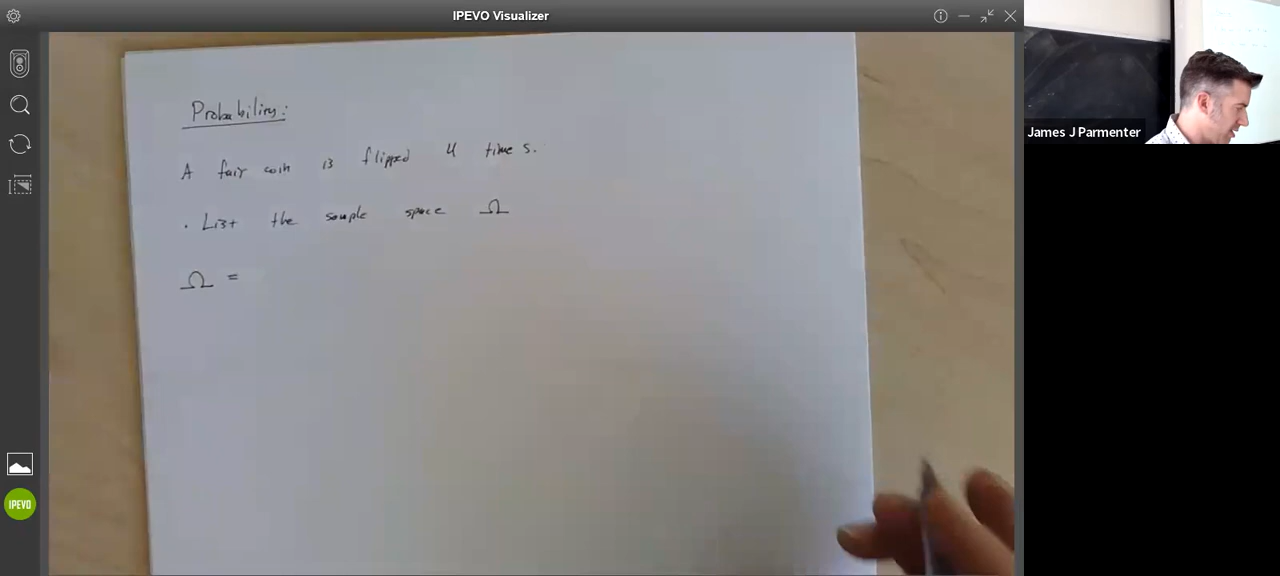 IPEVO Visualizer
Probability:
A fair coin is flipped 4 times.
• List the sample space Ω
Ω =
James J Parmenter
IPEVO